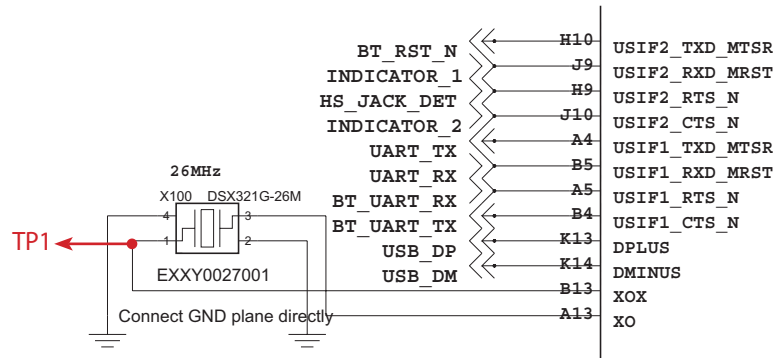 BT_RST_N H10 USIF2_TXD_MTSR
INDICATOR_1 J9 USIF2_RXD_MRST
HS_JACK_DET H9 USIF2_RTS_N
INDICATOR_2 J10 USIF2_CTS_N
UART_TX A4 USIF1_TXD_MTSR
UART_RX B5 USIF1_RXD_MRST
BT_UART_RX A5 USIF1_RTS_N
BT_UART_TX B4 USIF1_CTS_N
USB_DP K13 DPLUS
USB_DM K14 DMINUS
B13 XOX
A13 XO
26MHz
X100 DSX321G-26M
4 3
TP1 1 2
EXXY0027001
Connect GND plane directly